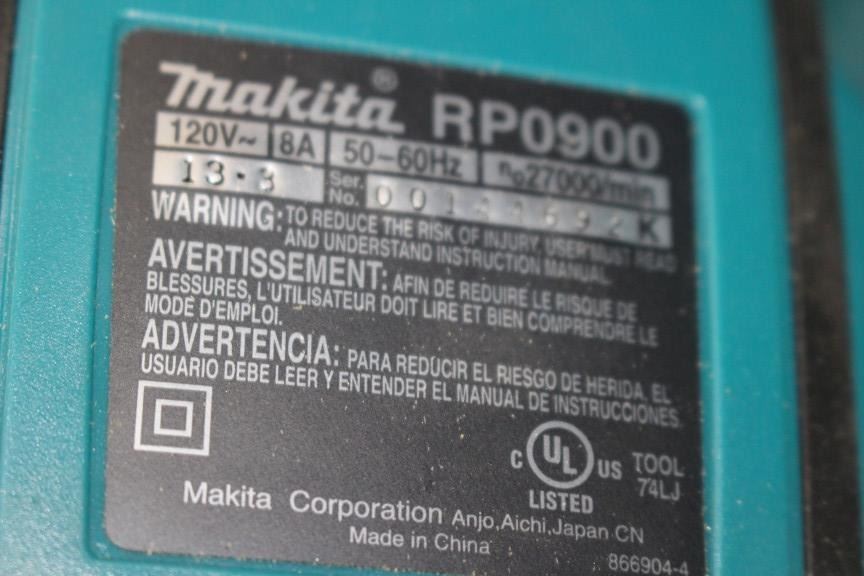 makita® RP0900
120V~ 8A 50-60Hz n₀27000/min
13·3 Ser. No. K
WARNING: TO REDUCE THE RISK OF INJURY, USER MUST READ
AND UNDERSTAND INSTRUCTION MANUAL.
AVERTISSEMENT: AFIN DE REDUIRE LE RISQUE DE
BLESSURES, L'UTILISATEUR DOIT LIRE ET BIEN COMPRENDRE LE
MODE D'EMPLOI.
ADVERTENCIA: PARA REDUCIR EL RIESGO DE HERIDA, EL
USUARIO DEBE LEER Y ENTENDER EL MANUAL DE INSTRUCCIONES.
C UL US TOOL
LISTED 74LJ
Makita Corporation Anjo,Aichi,Japan CN
Made in China
866904-4